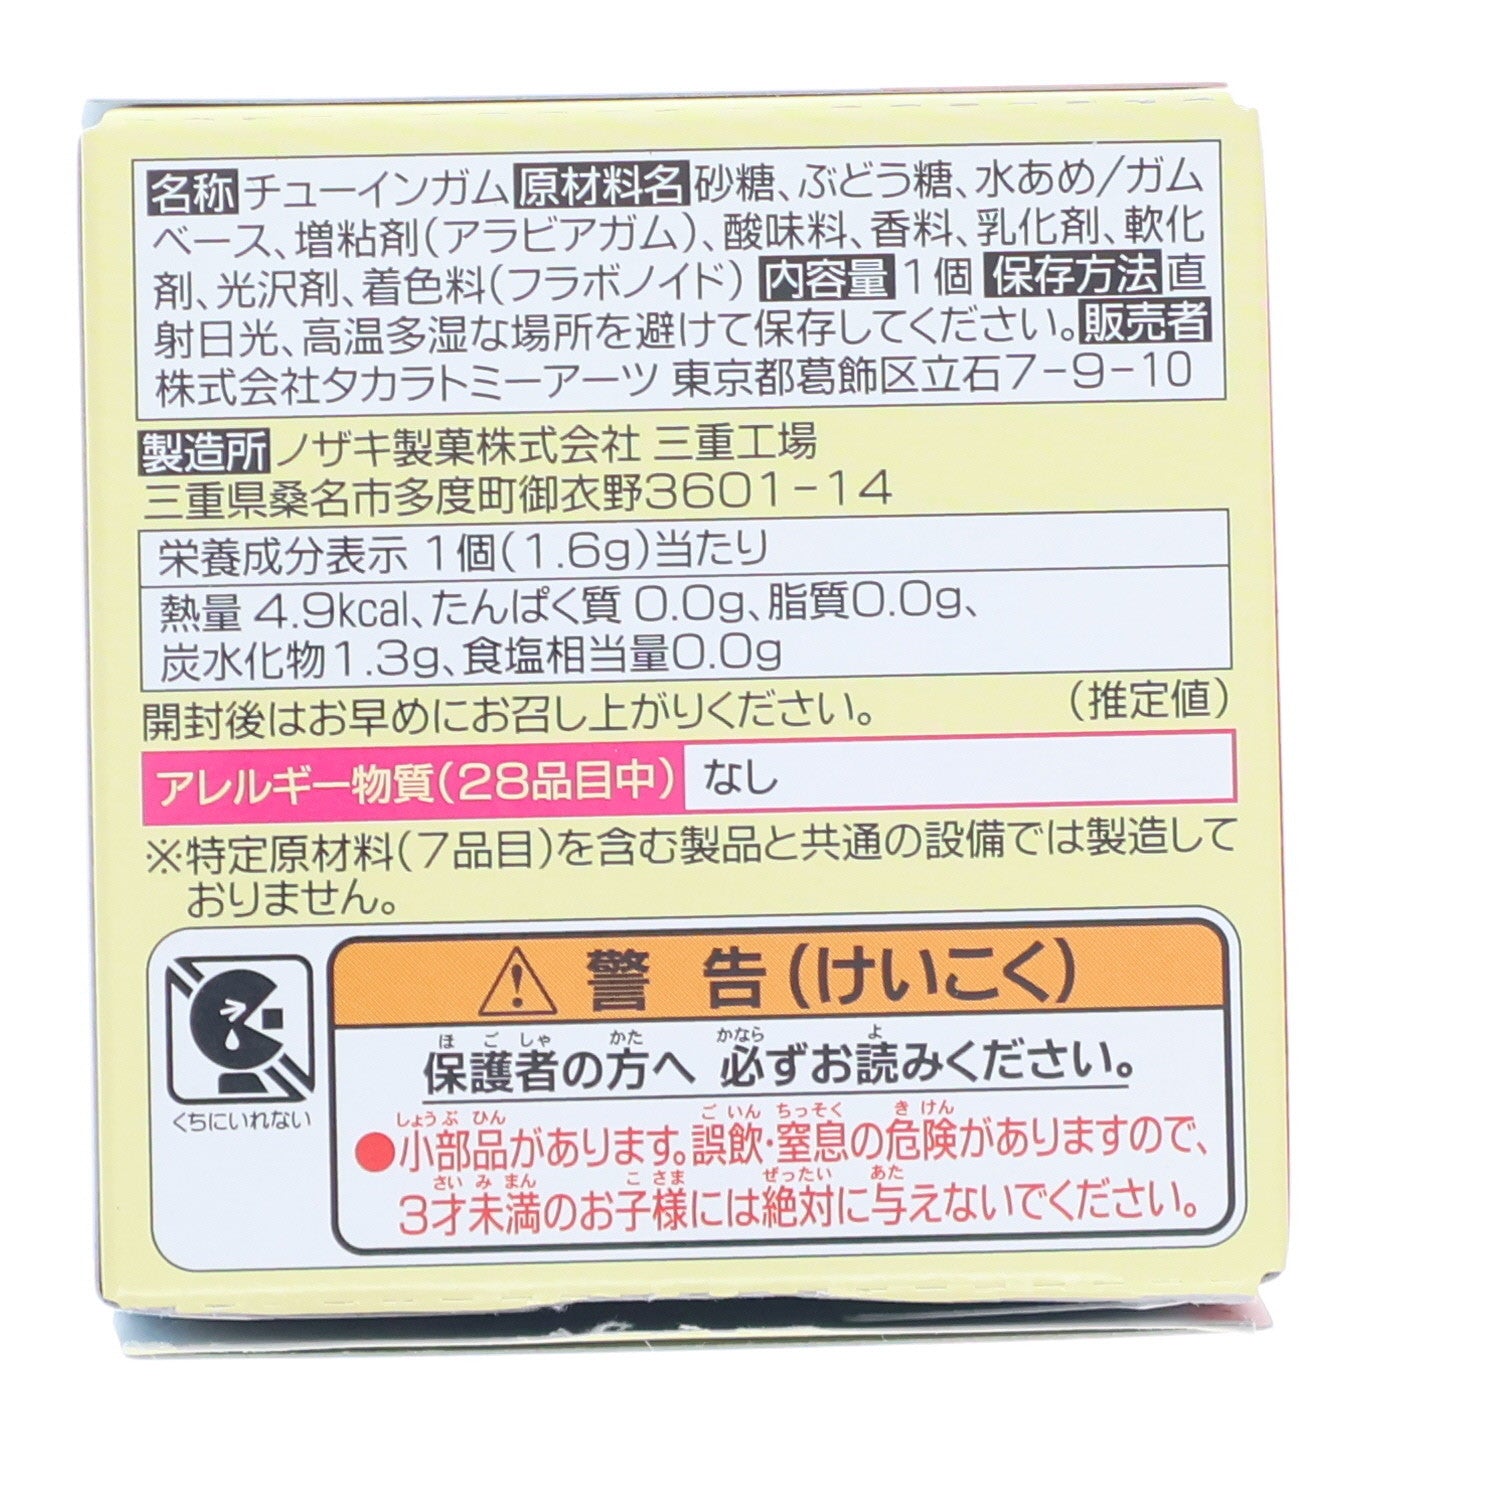 名称 チューインガム 原材料名 砂糖、ぶどう糖、水あめ/ガム
ベース、増粘剤(アラビアガム)、酸味料、香料、乳化剤、軟化
剤、光沢剤、着色料(フラボノイド) 内容量 1個 保存方法 直
射日光、高温多湿な場所を避けて保存してください。販売者
株式会社タカラトミーアーツ 東京都葛飾区立石7-9-10
製造所 ノザキ製菓株式会社 三重工場
三重県桑名市多度町御衣野3601-14
栄養成分表示 1個(1.6g)当たり
熱量 4.9kcal、たんぱく質 0.0g、脂質0.0g、
炭水化物1.3g、食塩相当量0.0g
開封後はお早めにお召し上がりください。 (推定値)
アレルギー物質(28品目中) なし
※特定原材料(7品目)を含む製品と共通の設備では製造して
おりません。
くちにいれない
警 告(けいこく)
ほ ご しゃ かた かなら よ
保護者の方へ 必ずお読みください。
しょうぶ ひん ご いん ちっそく き けん
●小部品があります。誤飲・窒息の危険がありますので、
さい み まん こ さま ぜったい あた
3才未満のお子様には絶対に与えないでください。